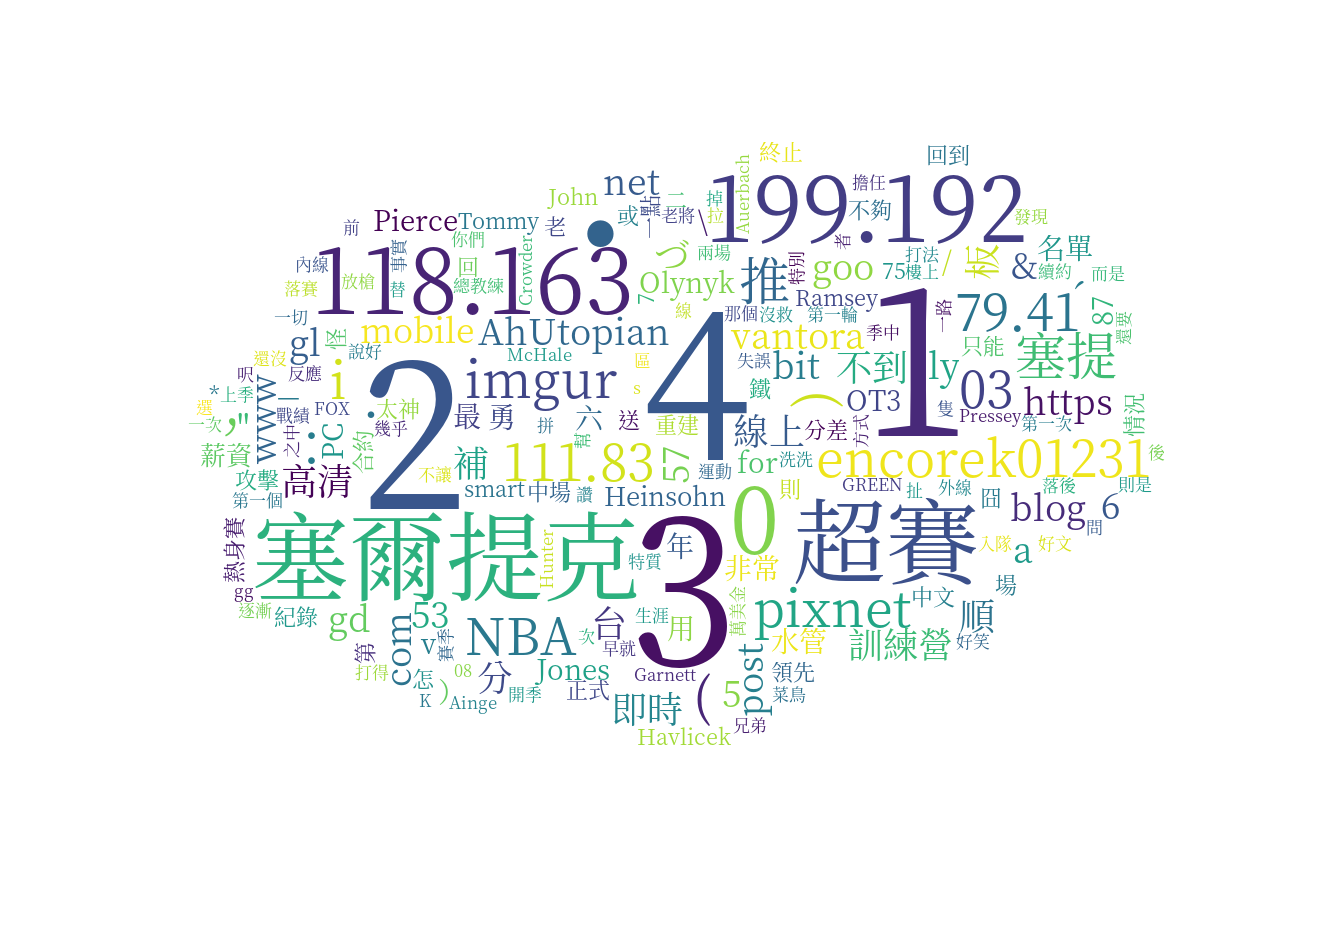 終止
回到
Auerbach
199.192
擔任
net
John
掉
二
Pierce
Tommy
老
或
一點
老將
拉
\
不夠
發現
前
你們
事實
Crowder
づ
兩場
特別
者
打法
/
板
名單
118.163
內線
放槍
替
回
總教練
7
Olynyk
推
goo
75
樓上
&
續約
而是
落賽
Ramsey
一路
79.41
ˊ
87
還要
一切
怪
mobile
AhUtopian
線
那個
沒救
第一輪
vantora
季中
只能
塞提
gl
說好
McHale
區
失誤
bit
不到
ly
還沒
呎
反應
i
imgur
s
4
鐵
(
OT3
隻
03
https
*
上季
www
_
戰績
FOX
.
太神
最
勇
六
送
重建
線上
分差
方式
1
Pressey
第一次
情況
選
一次
,
"
之中
:
PC
幾乎
2
拼
幫
薪資
合約
111.83
57
for
洗洗
encorek01231
後
攻擊
高清
不讓
補
運動
第一個
smart
中場
讚
Heinsohn
則
GREEN
扯
外線
囧
落後
則是
blog
6
問
熱身賽
塞爾提克
Hunter
3
年
0
超賽
入隊
好文
特質
非常
a
gg
萬美金
場
逐漸
紀錄
gd
53
台
生涯
用
pixnet
中文
順
com
v
賽季
NBA
次
早就
水管
訓練營
好笑
第
打得
怎
08
)
分
Jones
Garnett
post
領先
K
Ainge
開季
正式
即時
(
5
菜鳥
兄弟
Havlicek